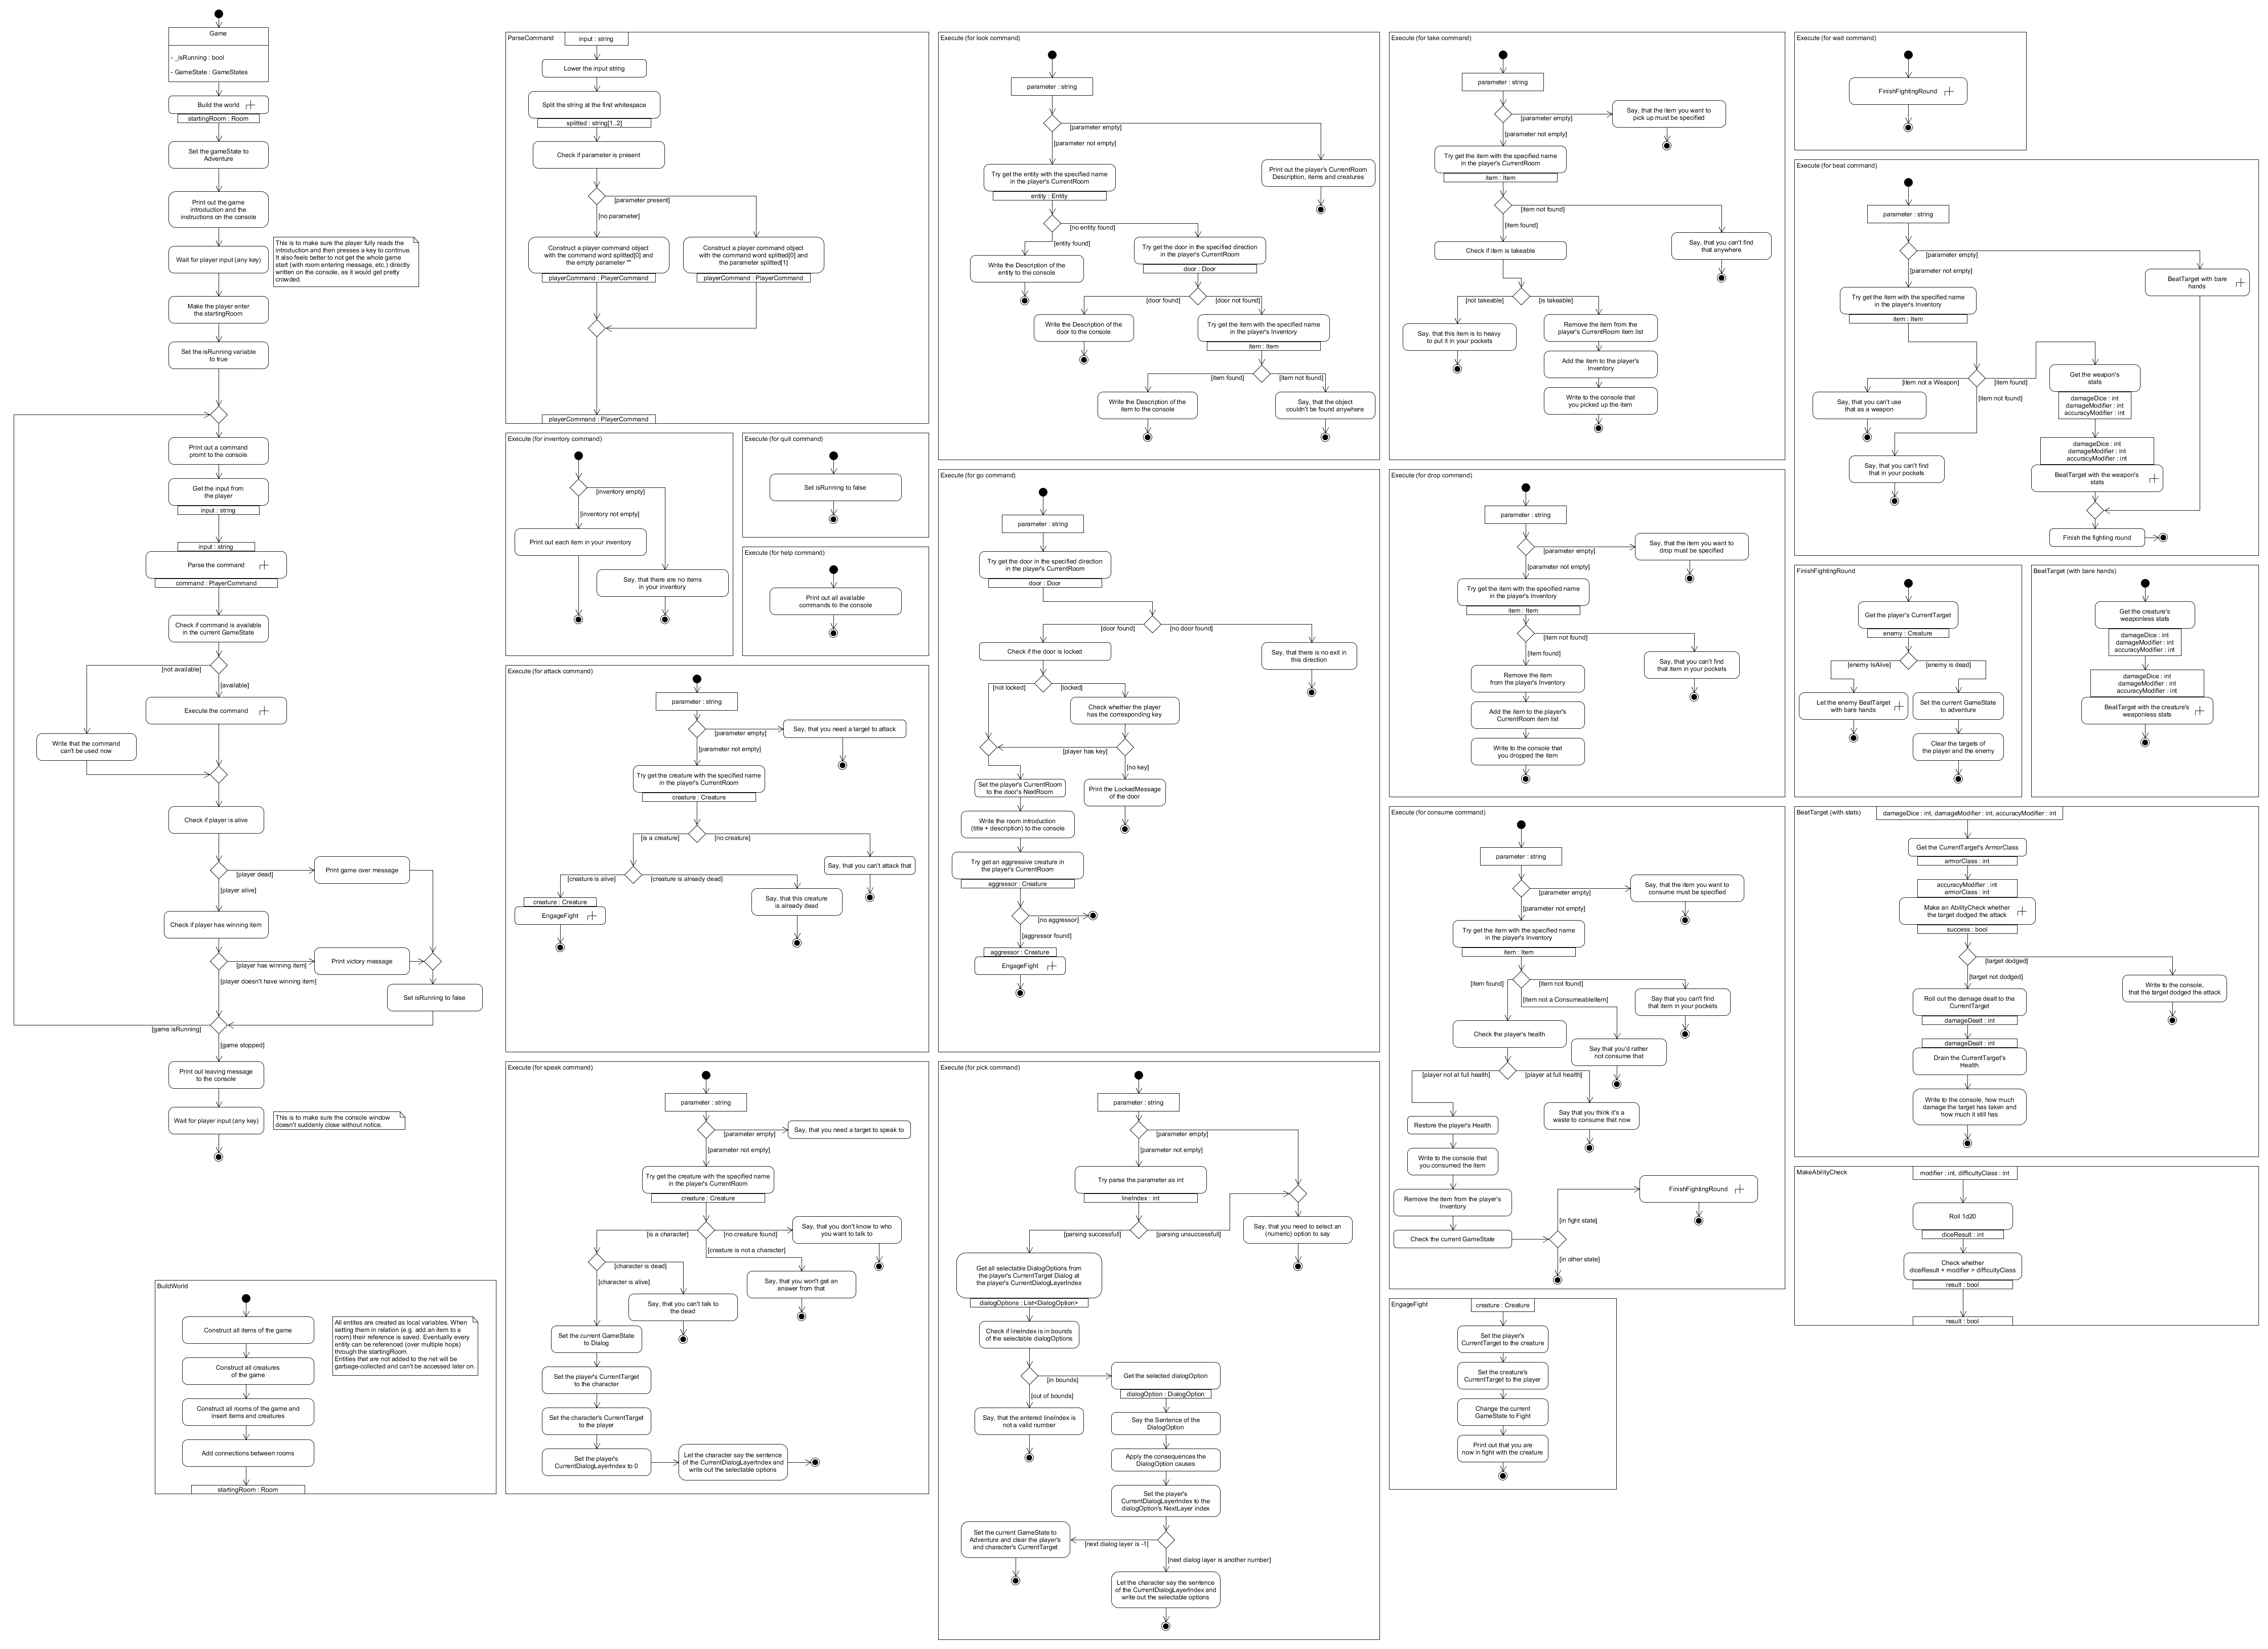 Game
- _isRunning : bool
- GameState : GameStates
Build the world
startingRoom : Room
Set the gameState to
Adventure
Print out the game
introduction and the
instructions on the console
Wait for player input (any key)
This is to make sure the player fully reads the
introduction and then presses a key to continue.
It also feels better to not get the whole game
start (with room entering message, etc.) directly
written on the console, as it would get pretty
crowded.
Make the player enter
the startingRoom
Set the isRunning variable
to true
Print out a command
promt to the console
Get the input from
the player
input : string
input : string
Parse the command
command : PlayerCommand
Check if command is available
in the current GameState
[not available]
[available]
Execute the command
Write that the command
can't be used now
Check if player is alive
[player dead]
Print game over message
[player alive]
Check if player has winning item
[player has winning item]
Print victory message
[player doesn't have winning item]
Set isRunning to false
[game isRunning]
[game stopped]
Print out leaving message
to the console
Wait for player input (any key)
This is to make sure the console window
doesn't suddenly close without notice.
BuildWorld
Construct all items of the game
Construct all creatures
of the game
Construct all rooms of the game and
insert items and creatures
Add connections between rooms
startingRoom : Room
All entites are created as local variables. When
setting them in relation (e.g. add an item to a
room) their reference is saved. Eventually every
entity can be referenced (over multiple hops)
through the startingRoom.
Entities that are not added to the net will be
garbage-collected and can't be accessed later on.
ParseCommand
input : string
Lower the input string
Split the string at the first whitespace
splitted : string[1..2]
Check if parameter is present
[parameter present]
[no parameter]
Construct a player command object
with the command word splitted[0] and
the empty parameter ""
playerCommand : PlayerCommand
Construct a player command object
with the command word splitted[0] and
the parameter splitted[1]
playerCommand : PlayerCommand
playerCommand : PlayerCommand
Execute (for inventory command)
[inventory empty]
[inventory not empty]
Print out each item in your inventory
Say, that there are no items
in your inventory
Execute (for quit command)
Set isRunning to false
Execute (for help command)
Print out all available
commands to the console
Execute (for attack command)
parameter : string
[parameter empty]
Say, that you need a target to attack
[parameter not empty]
Try get the creature with the specified name
in the player's CurrentRoom
creature : Creature
[is a creature]
[no creature]
Say, that you can't attack that
[creature is alive]
[creature is already dead]
creature : Creature
EngageFight
Say, that this creature
is already dead
Execute (for speak command)
parameter : string
[parameter empty]
Say, that you need a target to speak to
[parameter not empty]
Try get the creature with the specified name
in the player's CurrentRoom
creature : Creature
[is a character]
[no creature found]
Say, that you don't know to who
you want to talk to
[creature is not a character]
[character is dead]
[character is alive]
Say, that you won't get an
answer from that
Say, that you can't talk to
the dead
Set the current GameState
to Dialog
Set the player's CurrentTarget
to the character
Set the character's CurrentTarget
to the player
Set the player's
CurrentDialogLayerIndex to 0
Let the character say the sentence
of the CurrentDialogLayerIndex and
write out the selectable options
Execute (for look command)
parameter : string
[parameter empty]
[parameter not empty]
Try get the entity with the specified name
in the player's CurrentRoom
entity : Entity
Print out the player's CurrentRoom
Description, items and creatures
[no entity found]
[entity found]
Write the Description of the
entity to the console
Try get the door in the specified direction
in the player's CurrentRoom
door : Door
[door found]
[door not found]
Write the Description of the
door to the console
Try get the item with the specified name
in the player's Inventory
item : Item
[item found]
[item not found]
Write the Description of the
item to the console
Say, that the object
couldn't be found anywhere
Execute (for go command)
parameter : string
Try get the door in the specified direction
in the player's CurrentRoom
door : Door
[door found]
[no door found]
Check if the door is locked
Say, that there is no exit in
this direction
[not locked]
[locked]
Check whether the player
has the corresponding key
[player has key]
[no key]
Set the player's CurrentRoom
to the door's NextRoom
Print the LockedMessage
of the door
Write the room introduction
(title + description) to the console
Try get an aggressive creature in
the player's CurrentRoom
aggressor : Creature
[no aggressor]
[aggressor found]
aggressor : Creature
EngageFight
Execute (for pick command)
parameter : string
[parameter empty]
[parameter not empty]
Try parse the parameter as int
lineIndex : int
[parsing successfull]
[parsing unsuccessfull]
Say, that you need to select an
(numeric) option to say
Get all selectable DialogOptions from
the player's CurrentTarget Dialog at
the player's CurrentDialogLayerIndex
dialogOptions : List<DialogOption>
Check if lineIndex is in bounds
of the selectable dialogOptions
[in bounds]
[out of bounds]
Get the selected dialogOption
dialogOption : DialogOption
Say, that the entered lineIndex is
not a valid number
Say the Sentence of the
DialogOption
Apply the consequences the
DialogOption causes
Set the player's
CurrentDialogLayerIndex to the
dialogOption's NextLayer index
Set the current GameState to
Adventure and clear the player's
and character's CurrentTarget
[next dialog layer is -1]
[next dialog layer is another number]
Let the character say the sentence
of the CurrentDialogLayerIndex and
write out the selectable options
Execute (for take command)
parameter : string
[parameter empty]
Say, that the item you want to
pick up must be specified
[parameter not empty]
Try get the item with the specified name
in the player's CurrentRoom
item : Item
[item not found]
[item found]
Say, that you can't find
that anywhere
Check if item is takeable
[not takeable]
[is takeable]
Say, that this item is to heavy
to put it in your pockets
Remove the item from the
player's CurrentRoom item list
Add the item to the player's
Inventory
Write to the console that
you picked up the item
Execute (for drop command)
parameter : string
[parameter empty]
Say, that the item you want to
drop must be specified
[parameter not empty]
Try get the item with the specified name
in the player's Inventory
item : Item
[item not found]
[item found]
Say, that you can't find
that item in your pockets
Remove the item
from the player's Inventory
Add the item to the player's
CurrentRoom item list
Write to the console that
you dropped the item
Execute (for consume command)
parameter : string
[parameter empty]
Say, that the item you want to
consume must be specified
[parameter not empty]
Try get the item with the specified name
in the player's Inventory
item : Item
[item found]
[item not found]
[item not a ConsumeableItem]
Say that you can't find
that item in your pockets
Check the player's health
Say that you'd rather
not consume that
[player not at full health]
[player at full health]
Say that you think it's a
waste to consume that now
Restore the player's Health
Write to the console that
you consumed the item
Remove the item from the player's
Inventory
Check the current GameState
[in fight state]
[in other state]
FinishFightingRound
EngageFight
creature : Creature
Set the player's
CurrentTarget to the creature
Set the creature's
CurrentTarget to the player
Change the current
GameState to Fight
Print out that you are
now in fight with the creature
Execute (for wait command)
FinishFightingRound
Execute (for beat command)
parameter : string
[parameter empty]
[parameter not empty]
BeatTarget with bare
hands
Try get the item with the specified name
in the player's Inventory
item : Item
[item not a Weapon]
[item found]
[item not found]
Say, that you can't use
that as a weapon
Say, that you can't find
that in your pockets
Get the weapon's
stats
damageDice : int
damageModifier : int
accuracyModifier : int
damageDice : int
damageModifier : int
accuracyModifier : int
BeatTarget with the weapon's
stats
Finish the fighting round
FinishFightingRound
Get the player's CurrentTarget
enemy : Creature
[enemy IsAlive]
[enemy is dead]
Let the enemy BeatTarget
with bare hands
Set the current GameState
to adventure
Clear the targets of
the player and the enemy
BeatTarget (with bare hands)
Get the creature's
weaponless stats
damageDice : int
damageModifier : int
accuracyModifier : int
damageDice : int
damageModifier : int
accuracyModifier : int
BeatTarget with the creature's
weaponless stats
BeatTarget (with stats)
damageDice : int, damageModifier : int, accuracyModifier : int
Get the CurrentTarget's ArmorClass
armorClass : int
accuracyModifier : int
armorClass : int
Make an AbilityCheck whether
the target dodged the attack
success : bool
[target dodged]
[target not dodged]
Write to the console,
that the target dodged the attack
Roll out the damage dealt to the
CurrentTarget
damageDealt : int
damageDealt : int
Drain the CurrentTarget's
Health
Write to the console, how much
damage the target has taken and
how much it still has
MakeAbilityCheck
modifier : int, difficultyClass : int
Roll 1d20
diceResult : int
Check whether
diceResult + modifier > difficultyClass
result : bool
result : bool